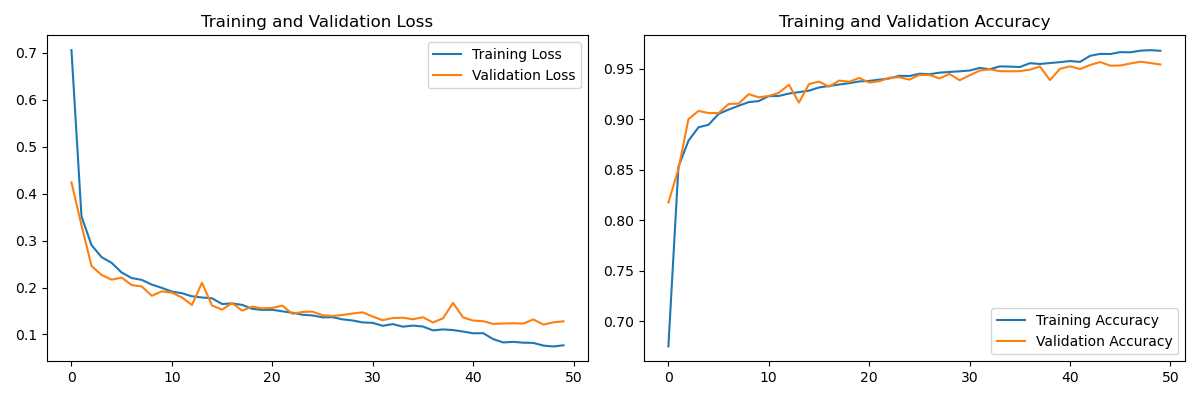 Training and Validation Loss
0.7
0.6
0.5
0.4
0.3
0.2
0.1
0 10 20 30 40 50
Training Loss
Validation Loss
Training and Validation Accuracy
0.95
0.90
0.85
0.80
0.75
0.70
0 10 20 30 40 50
Training Accuracy
Validation Accuracy